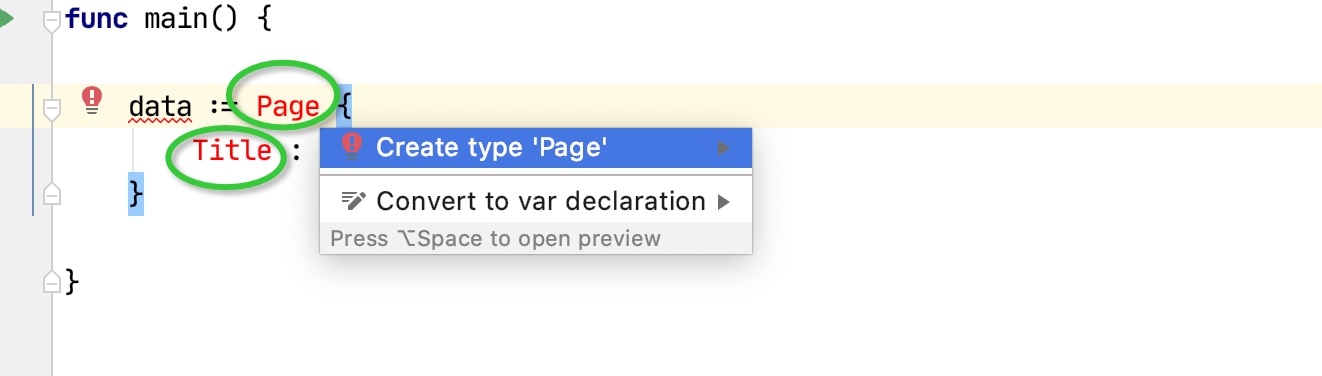 func main() {
data := Page {
Title :
Create type 'Page'
}
Convert to var declaration
Press ⌥Space to open preview
}